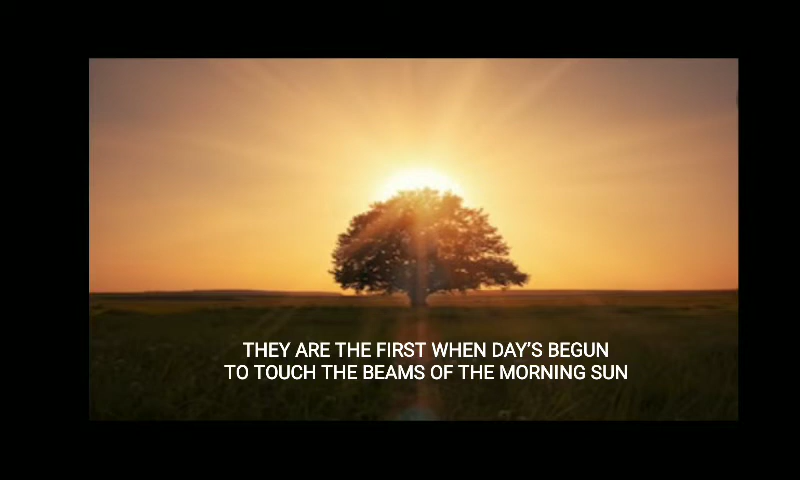 THEY ARE THE FIRST WHEN DAY'S BEGUN
TO TOUCH THE BEAMS OF THE MORNING SUN